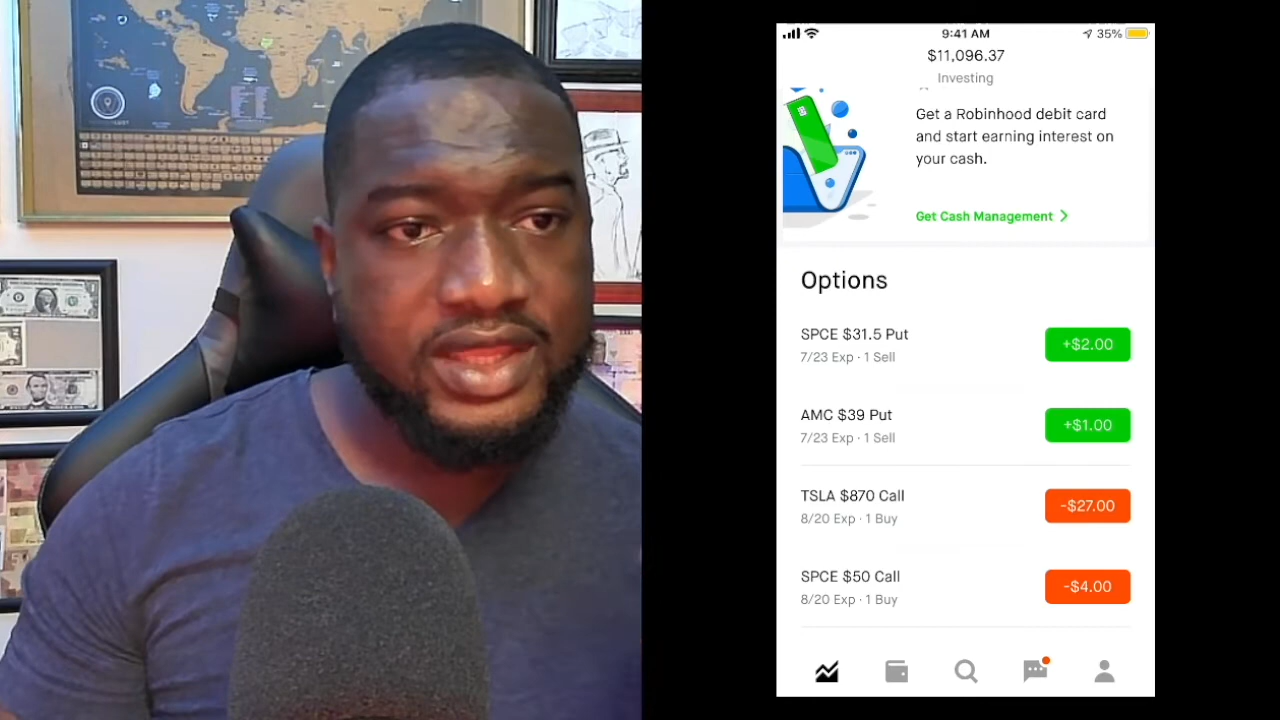 9:41 AM
35%
$11,096.37
Investing
Get a Robinhood debit card
and start earning interest on
your cash.
Get Cash Management
Options
SPCE $31.5 Put
7/23 Exp · 1 Sell
+$2.00
AMC $39 Put
7/23 Exp · 1 Sell
+$1.00
TSLA $870 Call
8/20 Exp · 1 Buy
-$27.00
SPCE $50 Call
8/20 Exp · 1 Buy
-$4.00